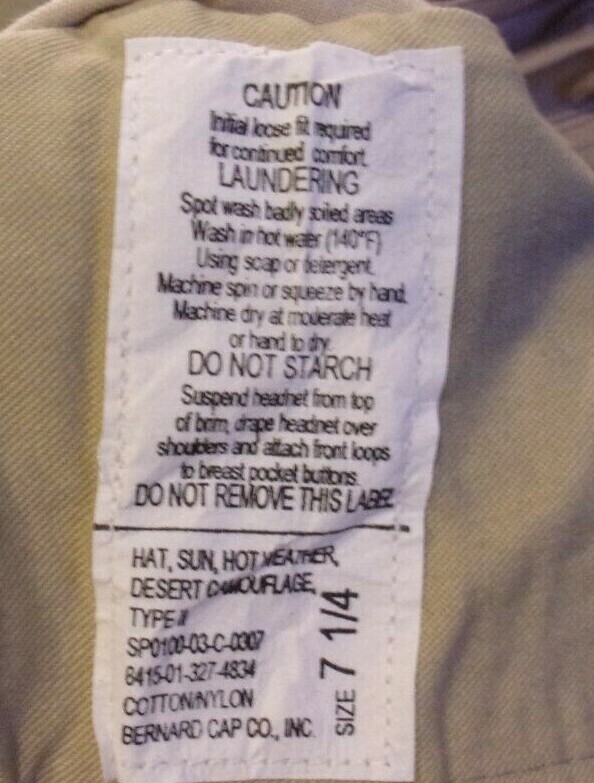 CAUTION
Initial loose fit required
for continued comfort.
LAUNDERING
Spot wash badly soiled areas
Wash in hot water (140°F)
Using soap or detergent.
Machine spin or squeeze by hand.
Machine dry at moderate heat
or hand to dry.
DO NOT STARCH
Suspend headnet from top
of brim, drape headnet over
shoulders and attach front loops
to breast pocket buttons.
DO NOT REMOVE THIS LABEL
HAT, SUN, HOT WEATHER,
DESERT CAMOUFLAGE,
TYPE II
SP0100-03-C-0307
8415-01-327-4834
COTTON/NYLON
BERNARD CAP CO., INC.
SIZE 7 1/4